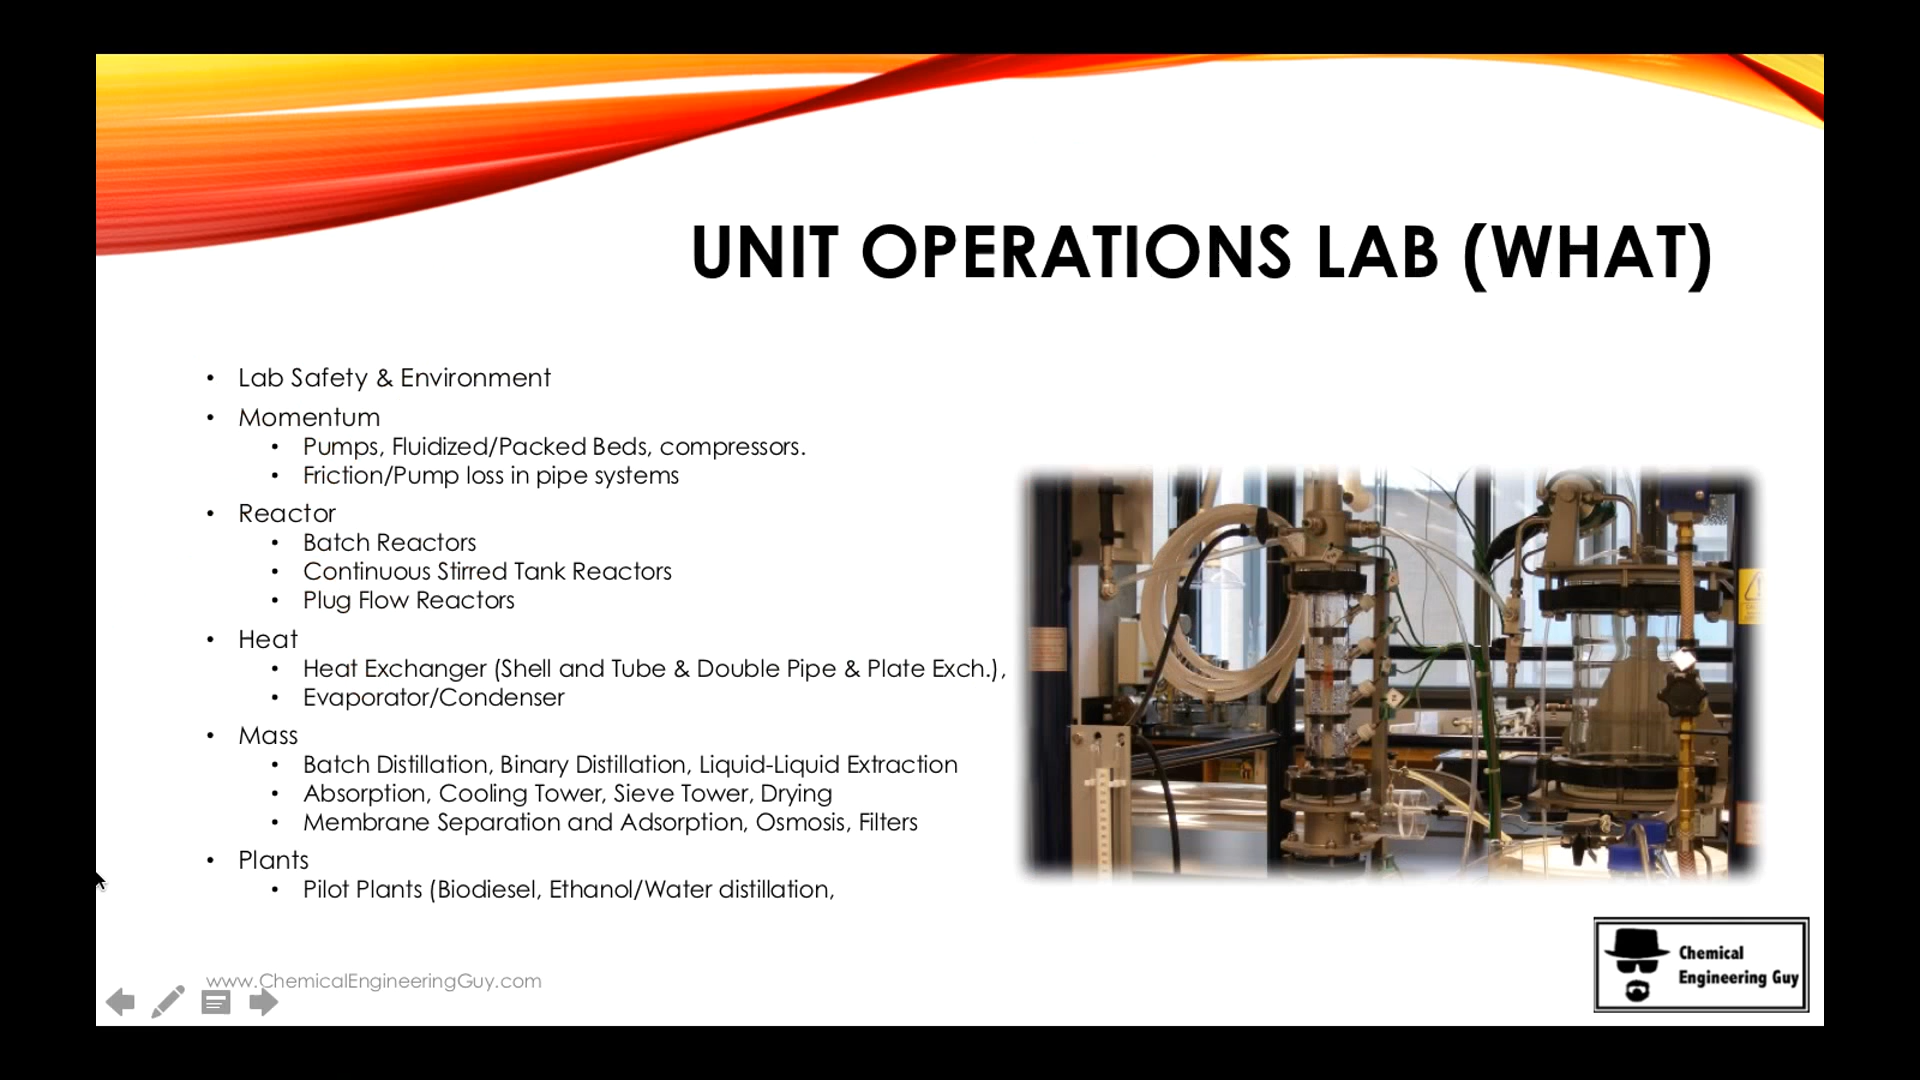 UNIT OPERATIONS LAB (WHAT)
• Lab Safety & Environment
• Momentum
• Pumps, Fluidized/Packed Beds, compressors.
• Friction/Pump loss in pipe systems
• Reactor
• Batch Reactors
• Continuous Stirred Tank Reactors
• Plug Flow Reactors
• Heat
• Heat Exchanger (Shell and Tube & Double Pipe & Plate Exch.),
• Evaporator/Condenser
• Mass
• Batch Distillation, Binary Distillation, Liquid-Liquid Extraction
• Absorption, Cooling Tower, Sieve Tower, Drying
• Membrane Separation and Adsorption, Osmosis, Filters
• Plants
• Pilot Plants (Biodiesel, Ethanol/Water distillation,
www.ChemicalEngineeringGuy.com
Chemical
Engineering Guy